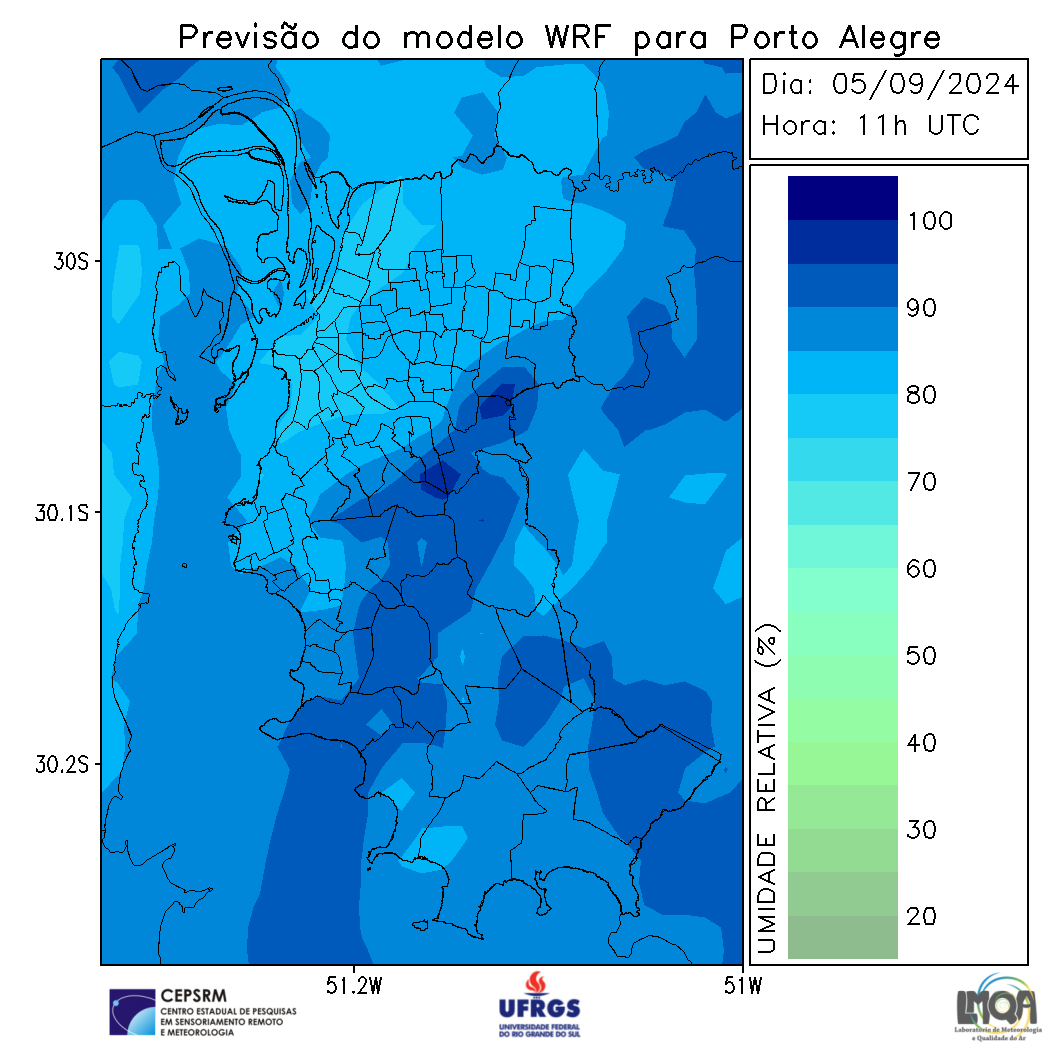 Previsão do modelo WRF para Porto Alegre
Dia: 05/09/2024
Hora: 11h UTC
30S
30.1S
30.2S
51.2W
51W
100
90
80
70
60
50
40
30
20
UMIDADE RELATIVA (%)
CEPSRM
CENTRO ESTADUAL DE PESQUISAS
EM SENSORIAMENTO REMOTO
E METEOROLOGIA
UFRGS
UNIVERSIDADE FEDERAL
DO RIO GRANDE DO SUL
LMQA
Laboratório de Meteorologia
e Qualidade do Ar